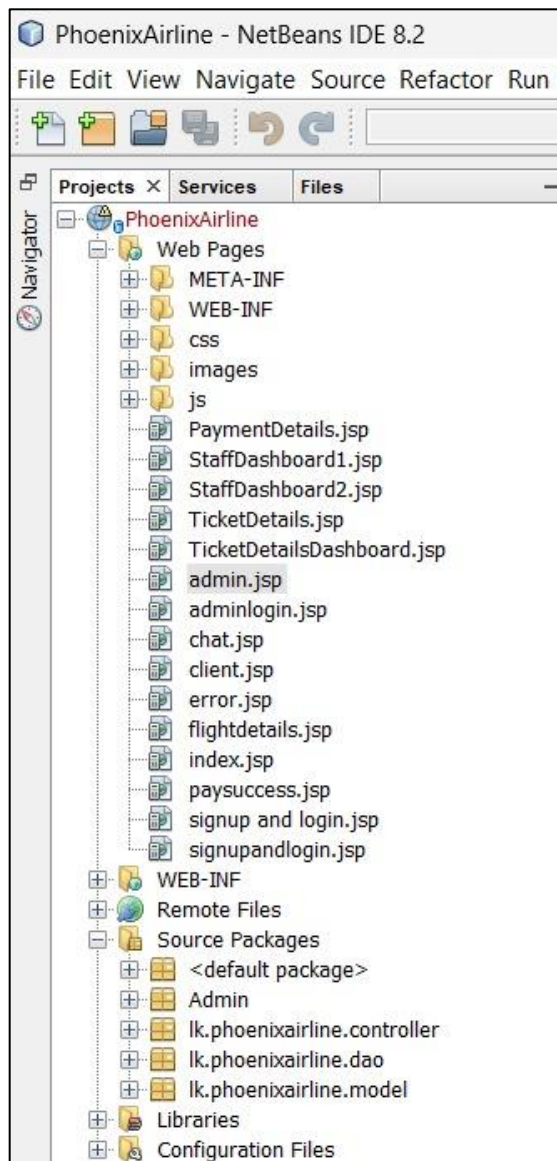 PhoenixAirline - NetBeans IDE 8.2
File Edit View Navigate Source Refactor Run
Projects × Services Files
Navigator
PhoenixAirline
Web Pages
META-INF
WEB-INF
css
images
js
PaymentDetails.jsp
StaffDashboard1.jsp
StaffDashboard2.jsp
TicketDetails.jsp
TicketDetailsDashboard.jsp
admin.jsp
adminlogin.jsp
chat.jsp
client.jsp
error.jsp
flightdetails.jsp
index.jsp
paysuccess.jsp
signup and login.jsp
signupandlogin.jsp
WEB-INF
Remote Files
Source Packages
<default package>
Admin
lk.phoenixairline.controller
lk.phoenixairline.dao
lk.phoenixairline.model
Libraries
Configuration Files